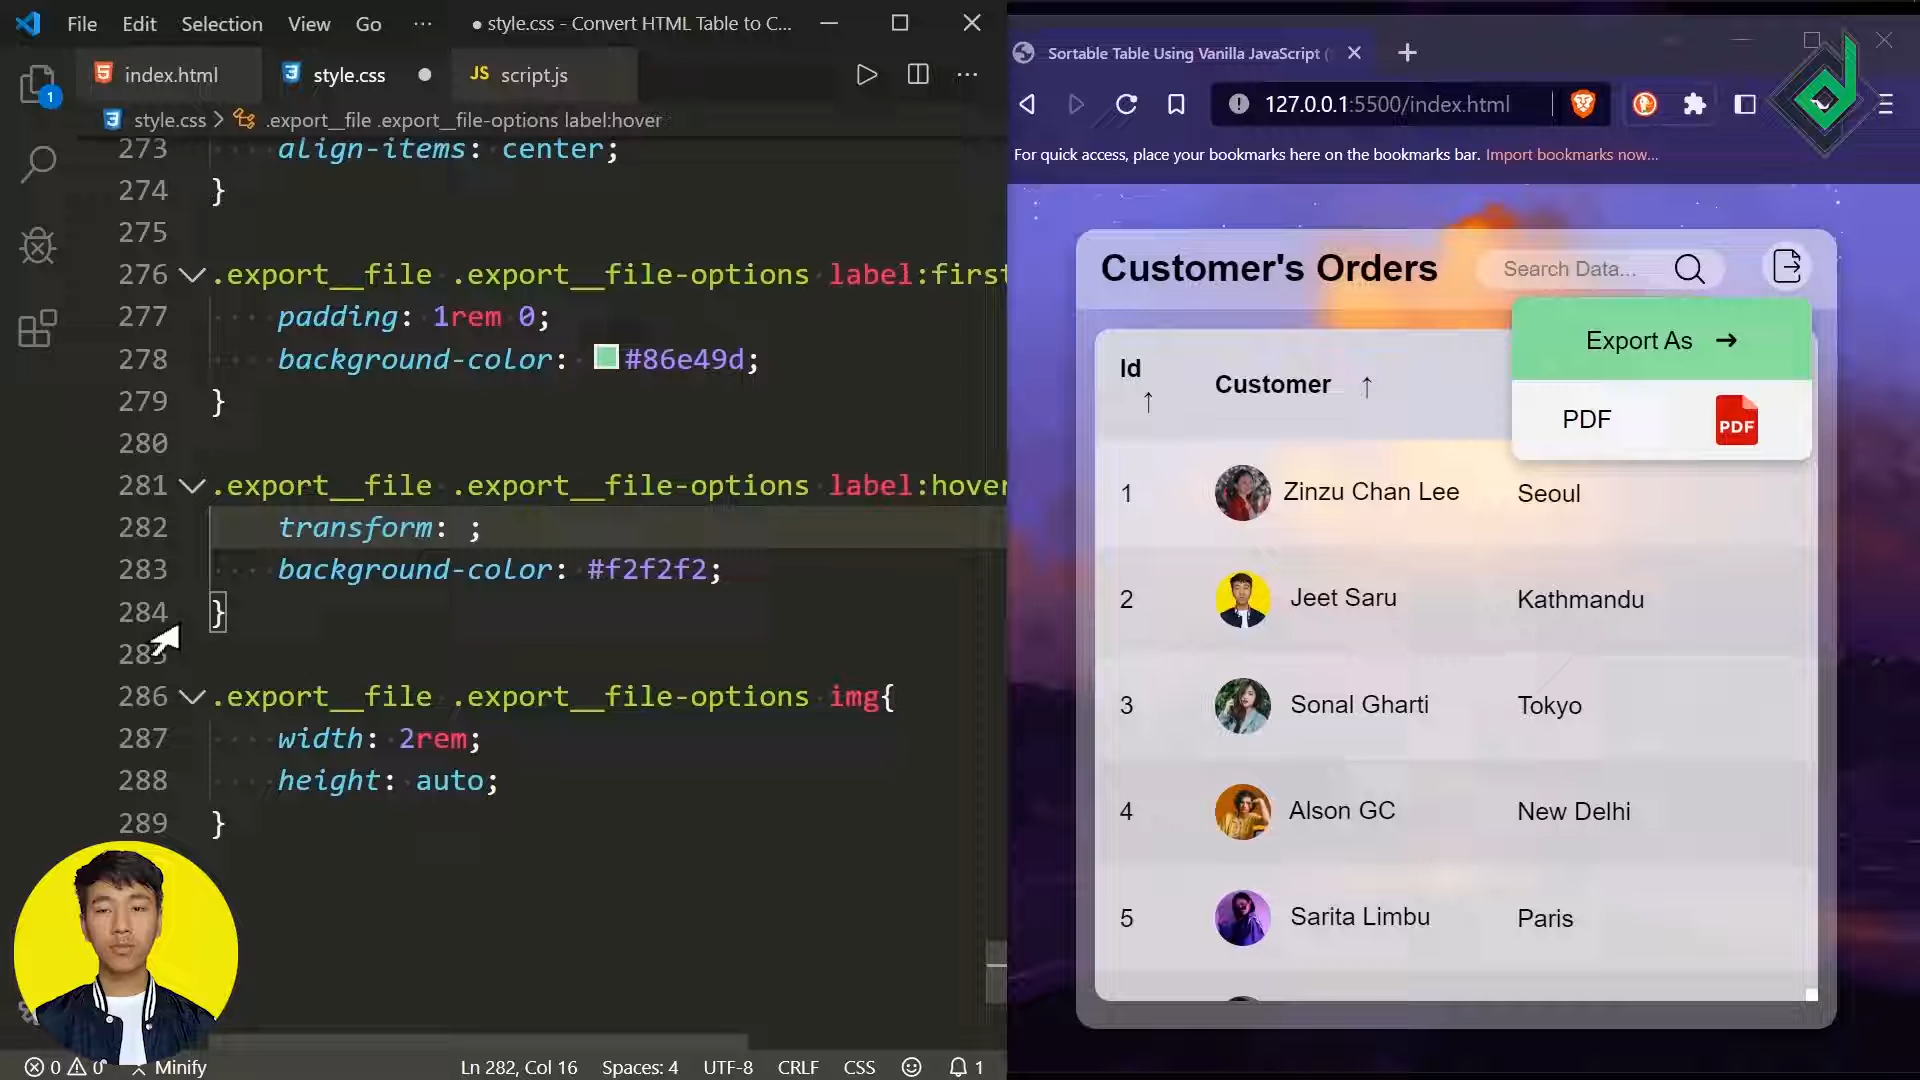 File Edit Selection View Go ··· ● style.css - Convert HTML Table to C...
index.html style.css ● JS script.js ···
style.css > .export__file .export__file-options label:hover
273 align-items: center;
274 }
275
276 .export__file .export__file-options label:first
277 padding: 1rem 0;
278 background-color: #86e49d;
279 }
280
281 .export__file .export__file-options label:hover
282 transform: ;
283 background-color: #f2f2f2;
284 }
285
286 .export__file .export__file-options img{
287 width: 2rem;
288 height: auto;
289 }
1
0 0 Minify Ln 282, Col 16 Spaces: 4 UTF-8 CRLF CSS 1
Sortable Table Using Vanilla JavaScript (
127.0.0.1:5500/index.html
For quick access, place your bookmarks here on the bookmarks bar. Import bookmarks now...
Customer's Orders Search Data...
Export As →
PDF PDF
Id ↑ Customer ↑
1 Zinzu Chan Lee Seoul
2 Jeet Saru Kathmandu
3 Sonal Gharti Tokyo
4 Alson GC New Delhi
5 Sarita Limbu Paris